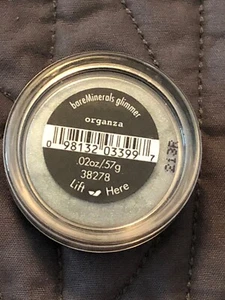 bareMinerals glimmer
organza
0 98132 03399 7
.02oz/.57g
38278
Lift Here